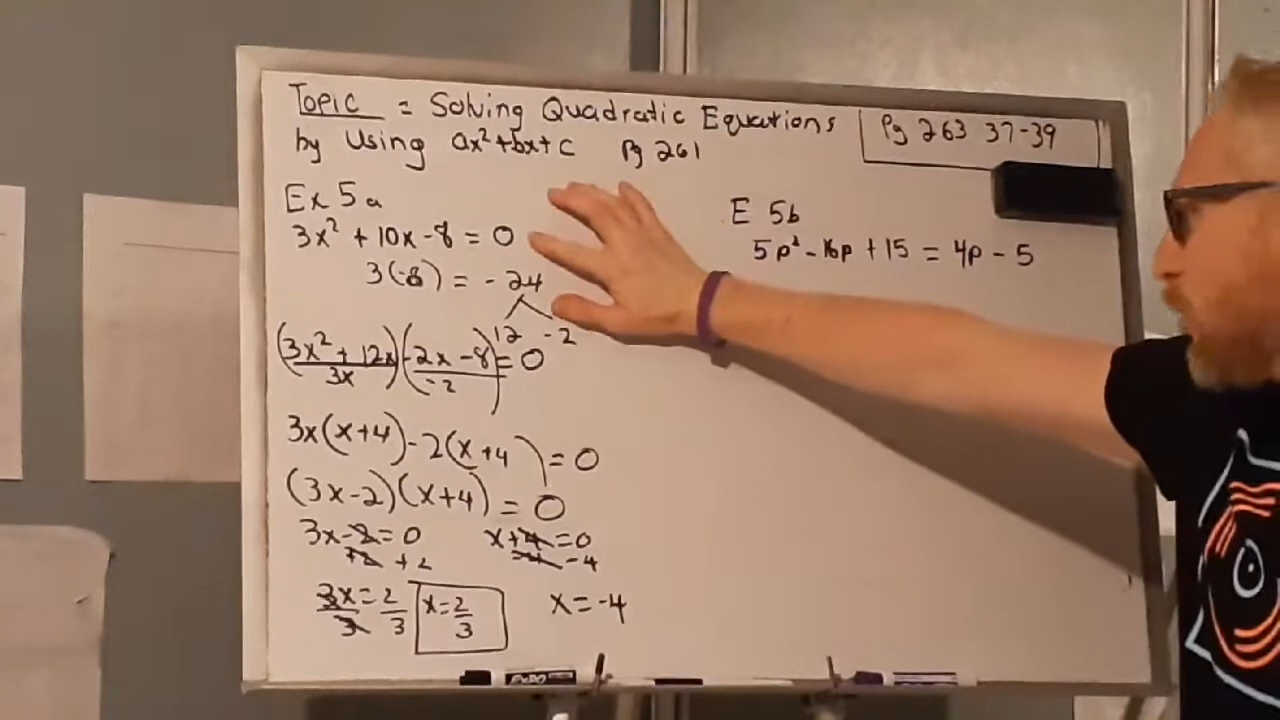 Topic = Solving Quadratic Equations
by Using ax²+bx+c Pg 261
Pg 263 37-39
Ex 5a
3x² + 10x - 8 = 0
3(-8) = -24
12 -2
(3x² + 12x)(-2x - 8) = 0
3x -2
3x(x+4) - 2(x+4) = 0
(3x-2)(x+4) = 0
3x - 2 = 0 x+4 = 0
+2 +2 -4 -4
3x = 2 x = 2 x = -4
3 3 3
E 5b
5p² - 16p + 15 = 4p - 5
EXPO